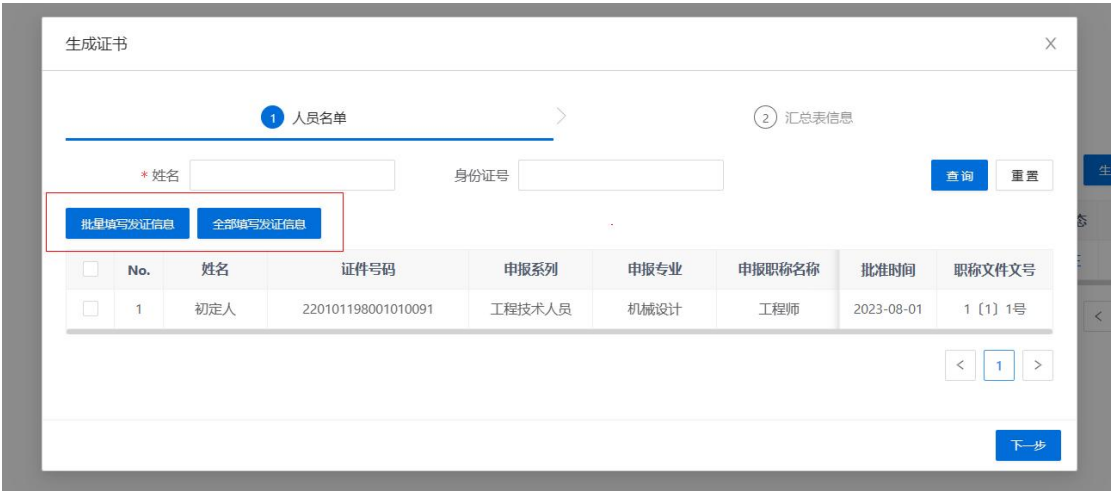 生成证书
1 人员名单
2 汇总表信息
* 姓名 身份证号 查询 重置
生
批量填写发证信息 全部填写发证信息
态
No. 姓名 证件号码 申报系列 申报专业 申报职称名称 批准时间 职称文件文号
1 初定人 220101198001010091 工程技术人员 机械设计 工程师 2023-08-01 1〔1〕1号
< 1 >
下一步